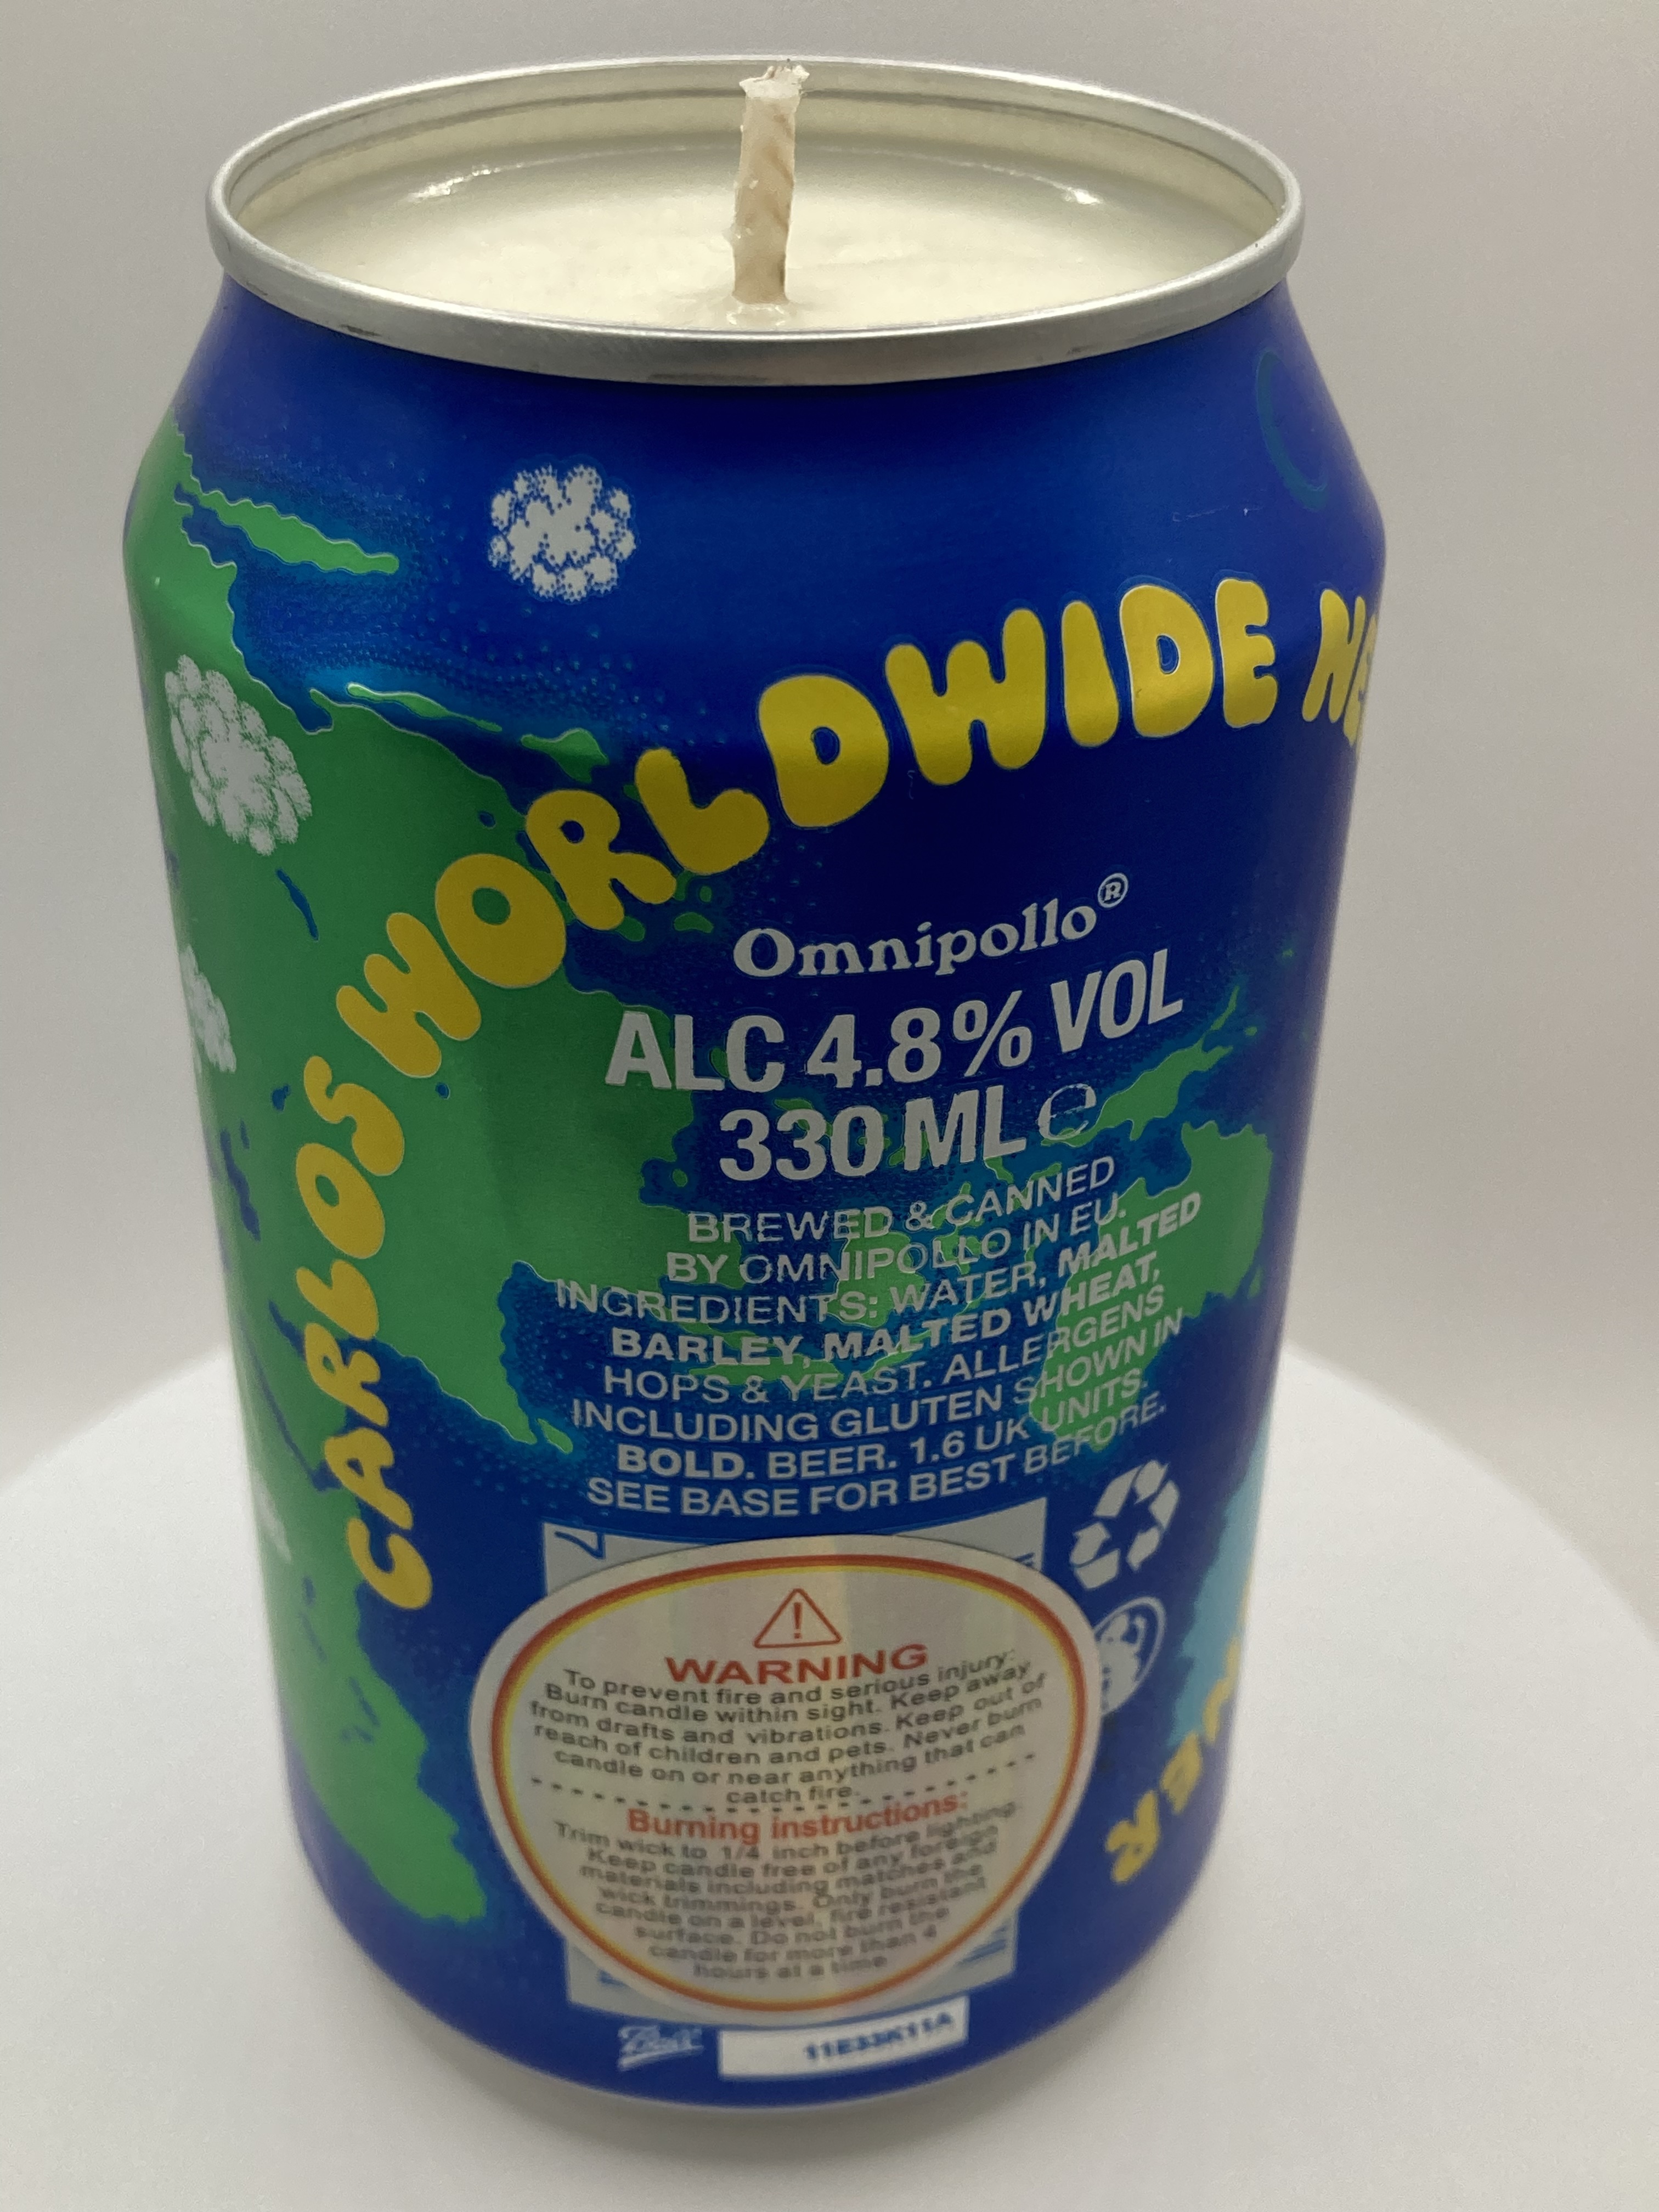 CARLOS WORLDWIDE
Omnipollo®
ALC 4.8% VOL
330 ML ℮
BREWED & CANNED
BY OMNIPOLLO IN EU.
INGREDIENTS: WATER, MALTED
BARLEY, MALTED WHEAT,
HOPS & YEAST. ALLERGENS
INCLUDING GLUTEN SHOWN IN
BOLD. BEER. 1.6 UK UNITS.
SEE BASE FOR BEST BEFORE.
WARNING
To prevent fire and serious injury:
Burn candle within sight. Keep away
from drafts and vibrations. Keep out of
reach of children and pets. Never burn
candle on or near anything that can
catch fire.
Burning instructions:
Trim wick to 1/4 inch before lighting.
Keep candle free of any foreign
materials including matches and
wick trimmings. Only burn the
candle on a level, fire resistant
surface. Do not burn the
candle for more than 4
hours at a time
Ball
11E33K11A